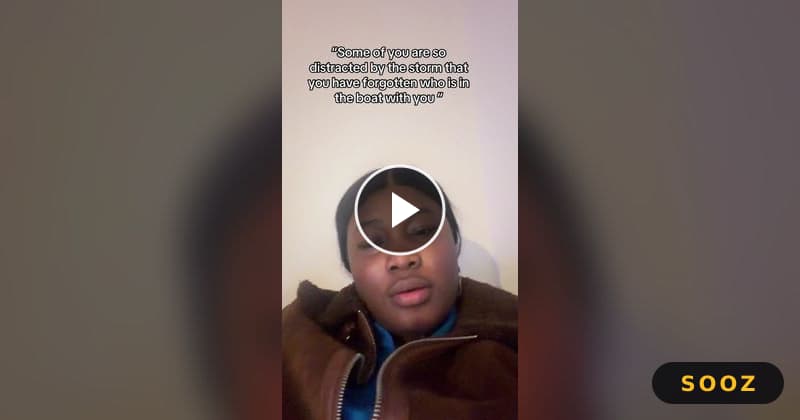 “Some of you are so
distracted by the storm that
you have forgotten who is in
the boat with you “
SOOZ